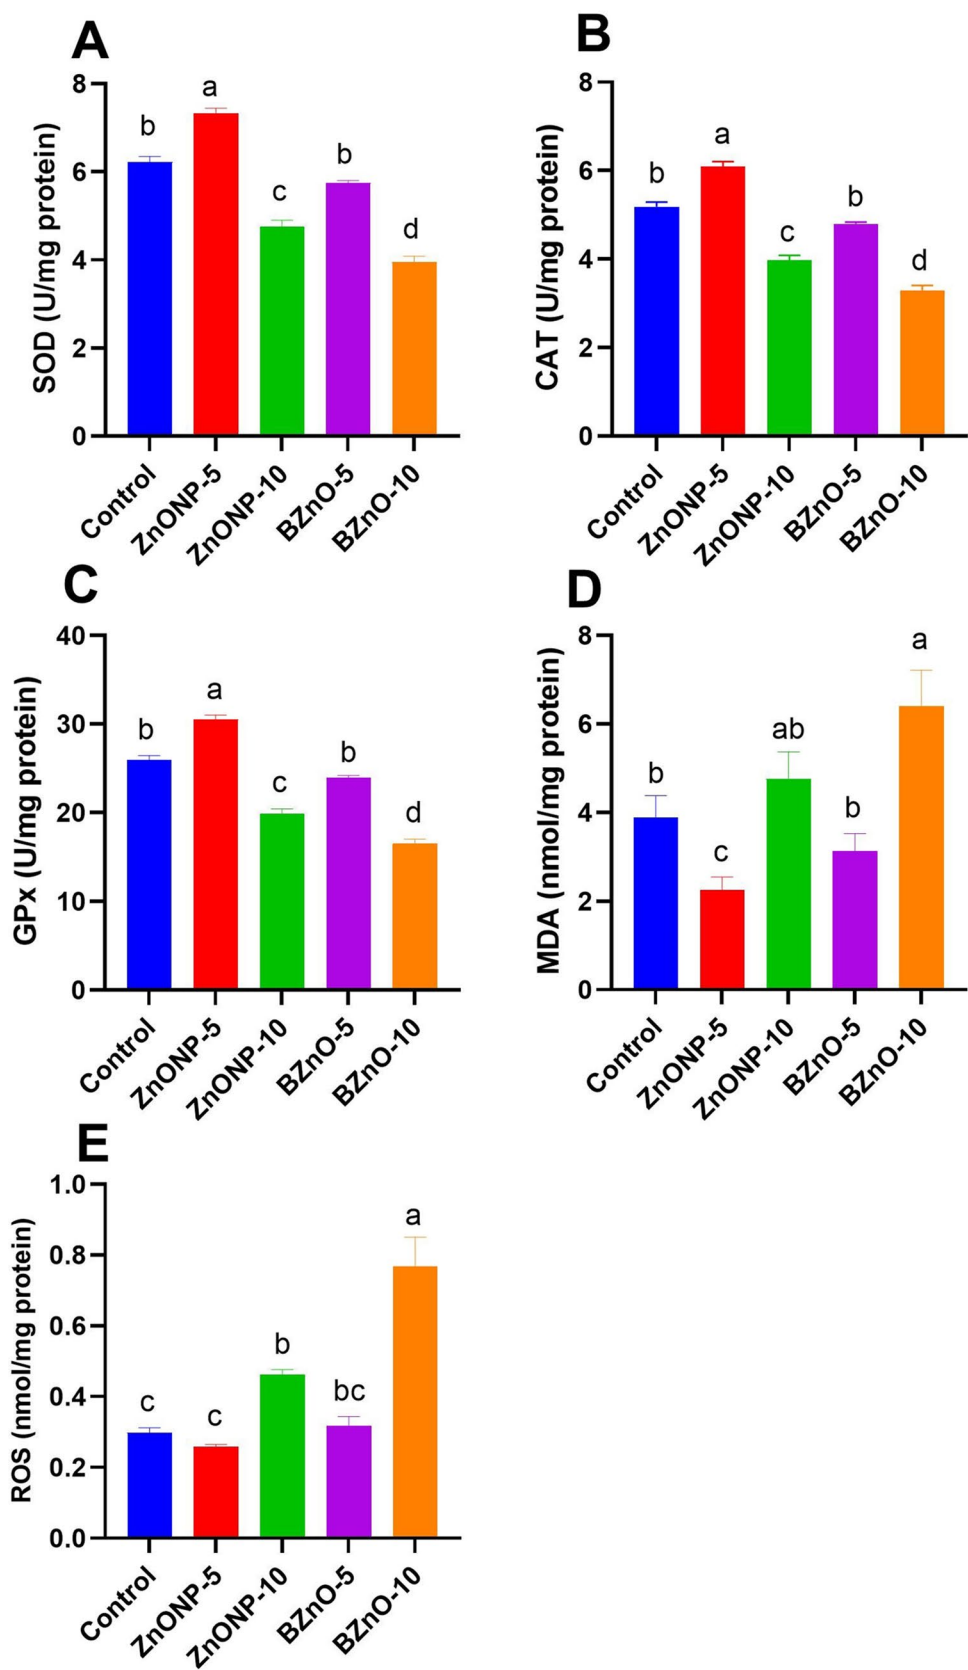 A
SOD (U/mg protein)
8
6
4
2
0
b
a
c
b
d
Control
ZnONP-5
ZnONP-10
BZnO-5
BZnO-10
B
CAT (U/mg protein)
8
6
4
2
0
b
a
c
b
d
Control
ZnONP-5
ZnONP-10
BZnO-5
BZnO-10
C
GPx (U/mg protein)
40
30
20
10
0
b
a
c
b
d
Control
ZnONP-5
ZnONP-10
BZnO-5
BZnO-10
D
MDA (nmol/mg protein)
8
6
4
2
0
b
c
ab
b
a
Control
ZnONP-5
ZnONP-10
BZnO-5
BZnO-10
E
ROS (nmol/mg protein)
1.0
0.8
0.6
0.4
0.2
0.0
c
c
b
bc
a
Control
ZnONP-5
ZnONP-10
BZnO-5
BZnO-10